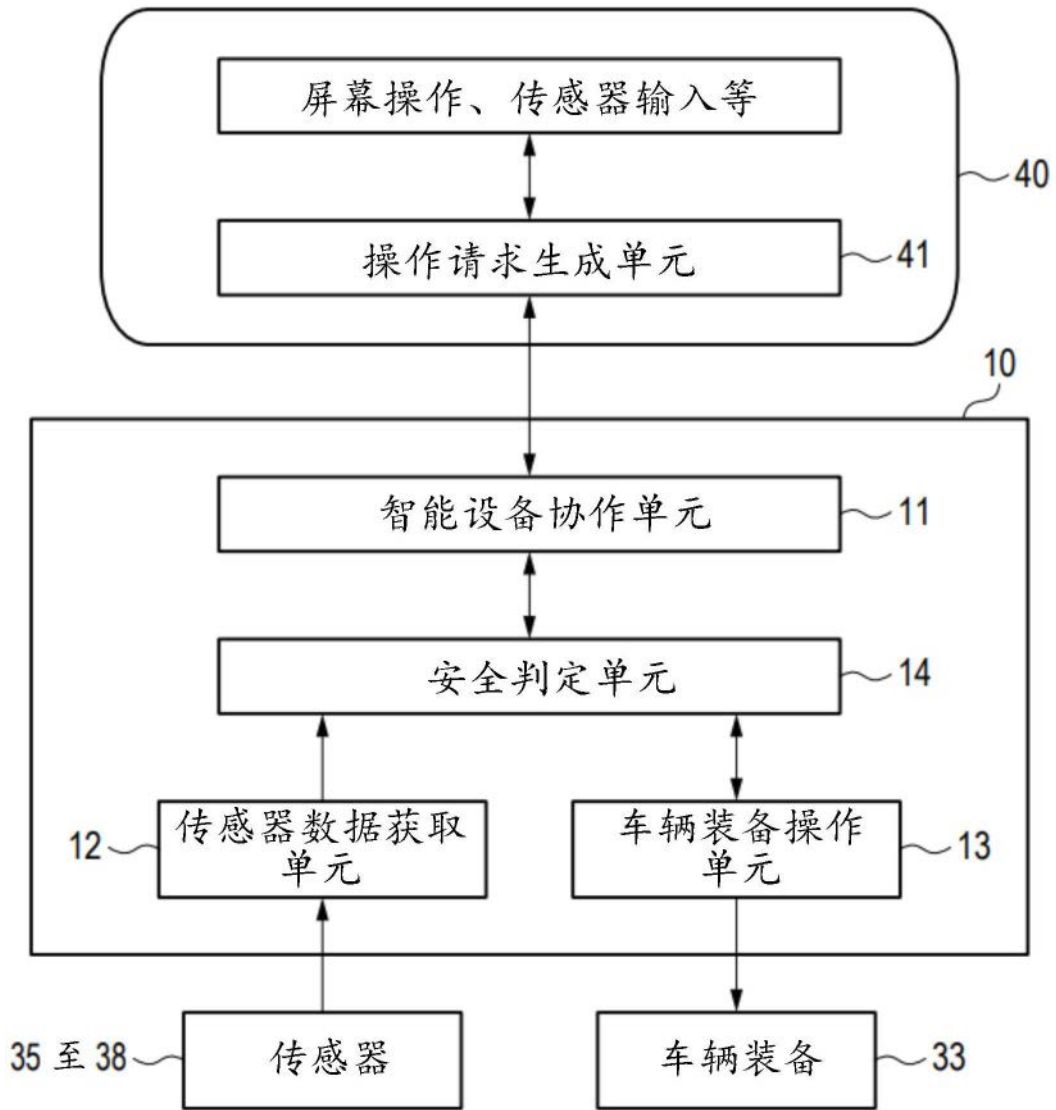 屏幕操作、传感器输入等
40
操作请求生成单元
41
10
智能设备协作单元
11
安全判定单元
14
12
传感器数据获取
单元
车辆装备操作
单元
13
35 至 38
传感器
车辆装备
33